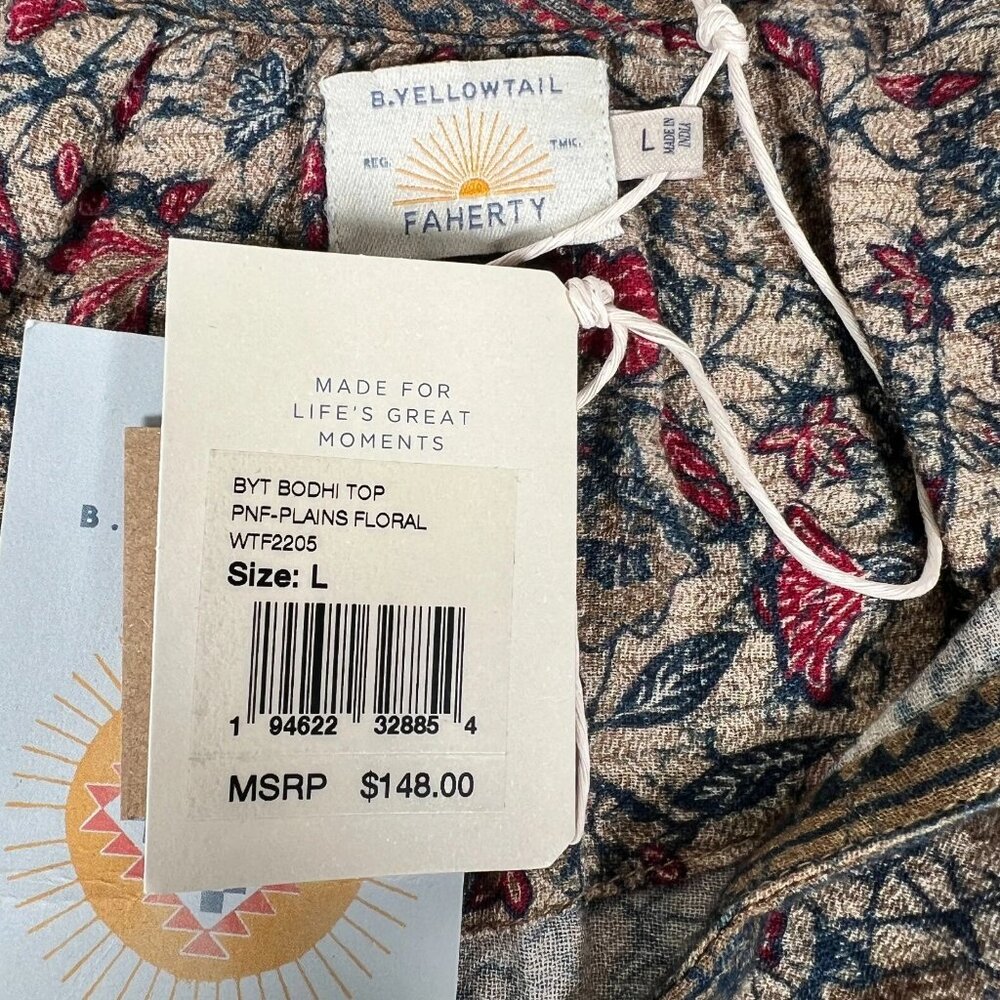 B.YELLOWTAIL
REG. TMK.
FAHERTY
L MADE IN
INDIA
MADE FOR
LIFE'S GREAT
MOMENTS
BYT BODHI TOP
PNF-PLAINS FLORAL
WTF2205
Size: L
1 94622 32885 4
MSRP $148.00
B.